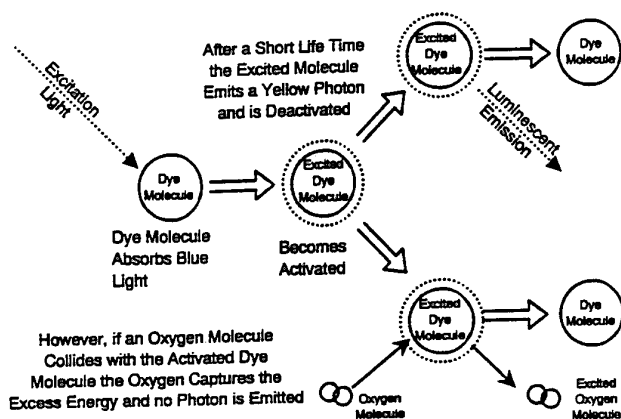 Excitation
Light
After a Short Life Time
the Excited Molecule
Emits a Yellow Photon
and is Deactivated
Excited
Dye
Molecule
Dye
Molecule
Luminescent
Emission
Dye
Molecule
Excited
Dye
Molecule
Dye Molecule
Absorbs Blue
Light
Becomes
Activated
Excited
Dye
Molecule
Dye
Molecule
However, if an Oxygen Molecule
Collides with the Activated Dye
Molecule the Oxygen Captures the
Excess Energy and no Photon is Emitted
Oxygen
Molecule
Excited
Oxygen
Molecule